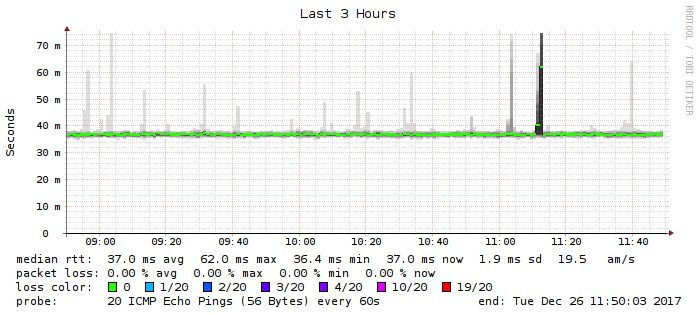 Last 3 Hours
RRDTOOL / TOBI OETIKER
Seconds
70 m
60 m
50 m
40 m
30 m
20 m
10 m
0
09:00 09:20 09:40 10:00 10:20 10:40 11:00 11:20 11:40
median rtt: 37.0 ms avg 62.0 ms max 36.4 ms min 37.0 ms now 1.9 ms sd 19.5 am/s
packet loss: 0.00 % avg 0.00 % max 0.00 % min 0.00 % now
loss color: 0 1/20 2/20 3/20 4/20 10/20 19/20
probe: 20 ICMP Echo Pings (56 Bytes) every 60s end: Tue Dec 26 11:50:03 2017